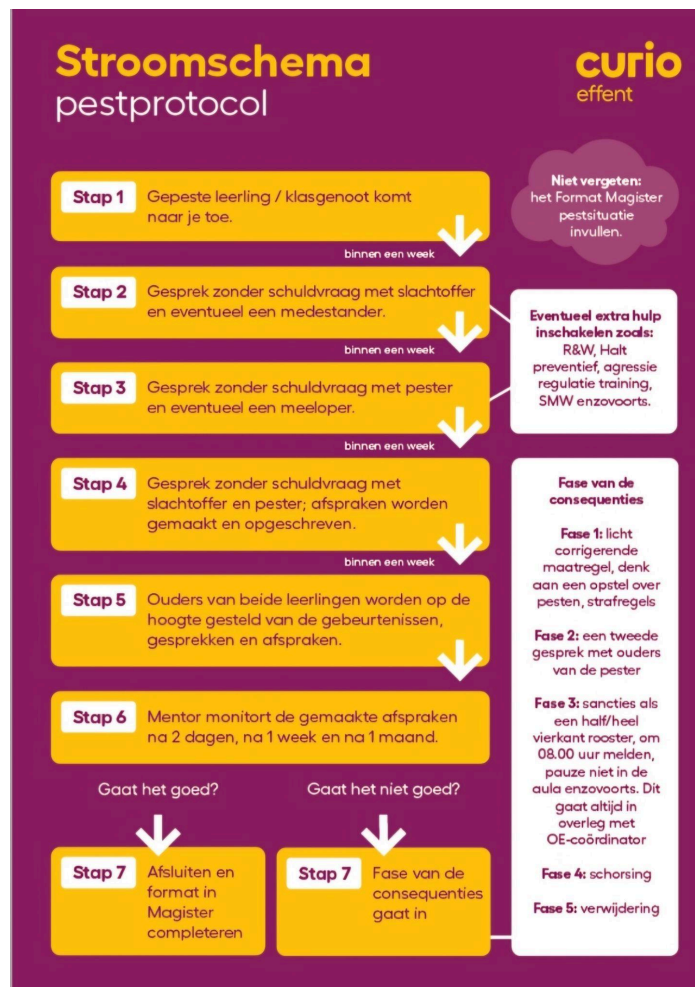 Stroomschema
pestprotocol
curio
effent
Niet vergeten:
het Format Magister
pestsituatie
invullen.
Stap 1
Gepeste leerling / klasgenoot komt
naar je toe.
binnen een week
Stap 2
Gesprek zonder schuldvraag met slachtoffer
en eventueel een medestander.
binnen een week
Stap 3
Gesprek zonder schuldvraag met pester
en eventueel een meeloper.
binnen een week
Eventueel extra hulp
inschakelen zoals:
R&W, Halt
preventief, agressie
regulatie training,
SMW enzovoorts.
Stap 4
Gesprek zonder schuldvraag met
slachtoffer en pester; afspraken worden
gemaakt en opgeschreven.
binnen een week
Stap 5
Ouders van beide leerlingen worden op de
hoogte gesteld van de gebeurtenissen,
gesprekken en afspraken.
Stap 6
Mentor monitort de gemaakte afspraken
na 2 dagen, na 1 week en na 1 maand.
Gaat het goed?
Gaat het niet goed?
Stap 7
Afsluiten en
format in
Magister
completeren
Stap 7
Fase van de
consequenties
gaat in
Fase van de
consequenties
Fase 1: licht
corrigerende
maatregel, denk
aan een opstel over
pesten, strafregels
Fase 2: een tweede
gesprek met ouders
van de pester
Fase 3: sancties als
een half/heel
vierkant rooster, om
08.00 uur melden,
pauze niet in de
aula enzovoorts. Dit
gaat altijd in
overleg met
OE-coördinator
Fase 4: schorsing
Fase 5: verwijdering